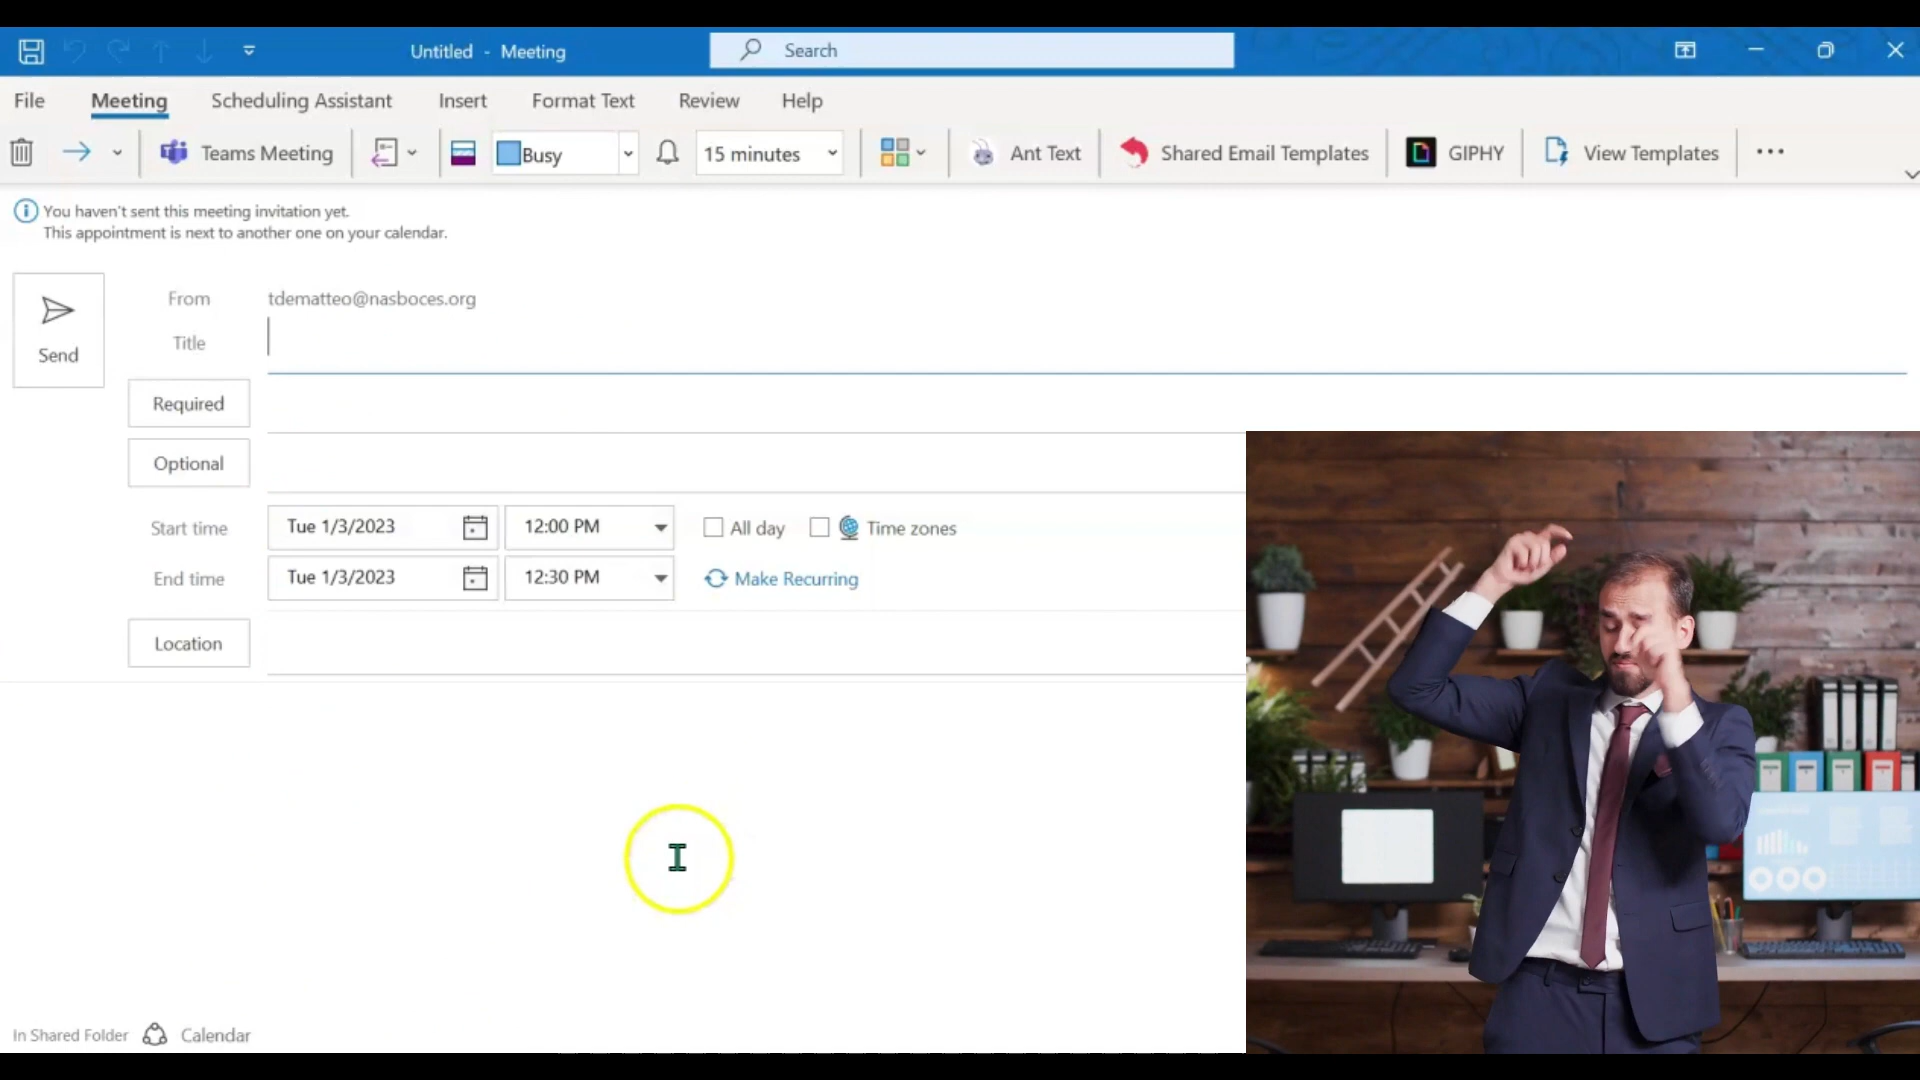 Untitled - Meeting
Search
File Meeting Scheduling Assistant Insert Format Text Review Help
Teams Meeting Busy 15 minutes Ant Text Shared Email Templates GIPHY View Templates
You haven't sent this meeting invitation yet.
This appointment is next to another one on your calendar.
Send
From tdematteo@nasboces.org
Title
Required
Optional
Start time Tue 1/3/2023 12:00 PM All day Time zones
End time Tue 1/3/2023 12:30 PM Make Recurring
Location
In Shared Folder Calendar